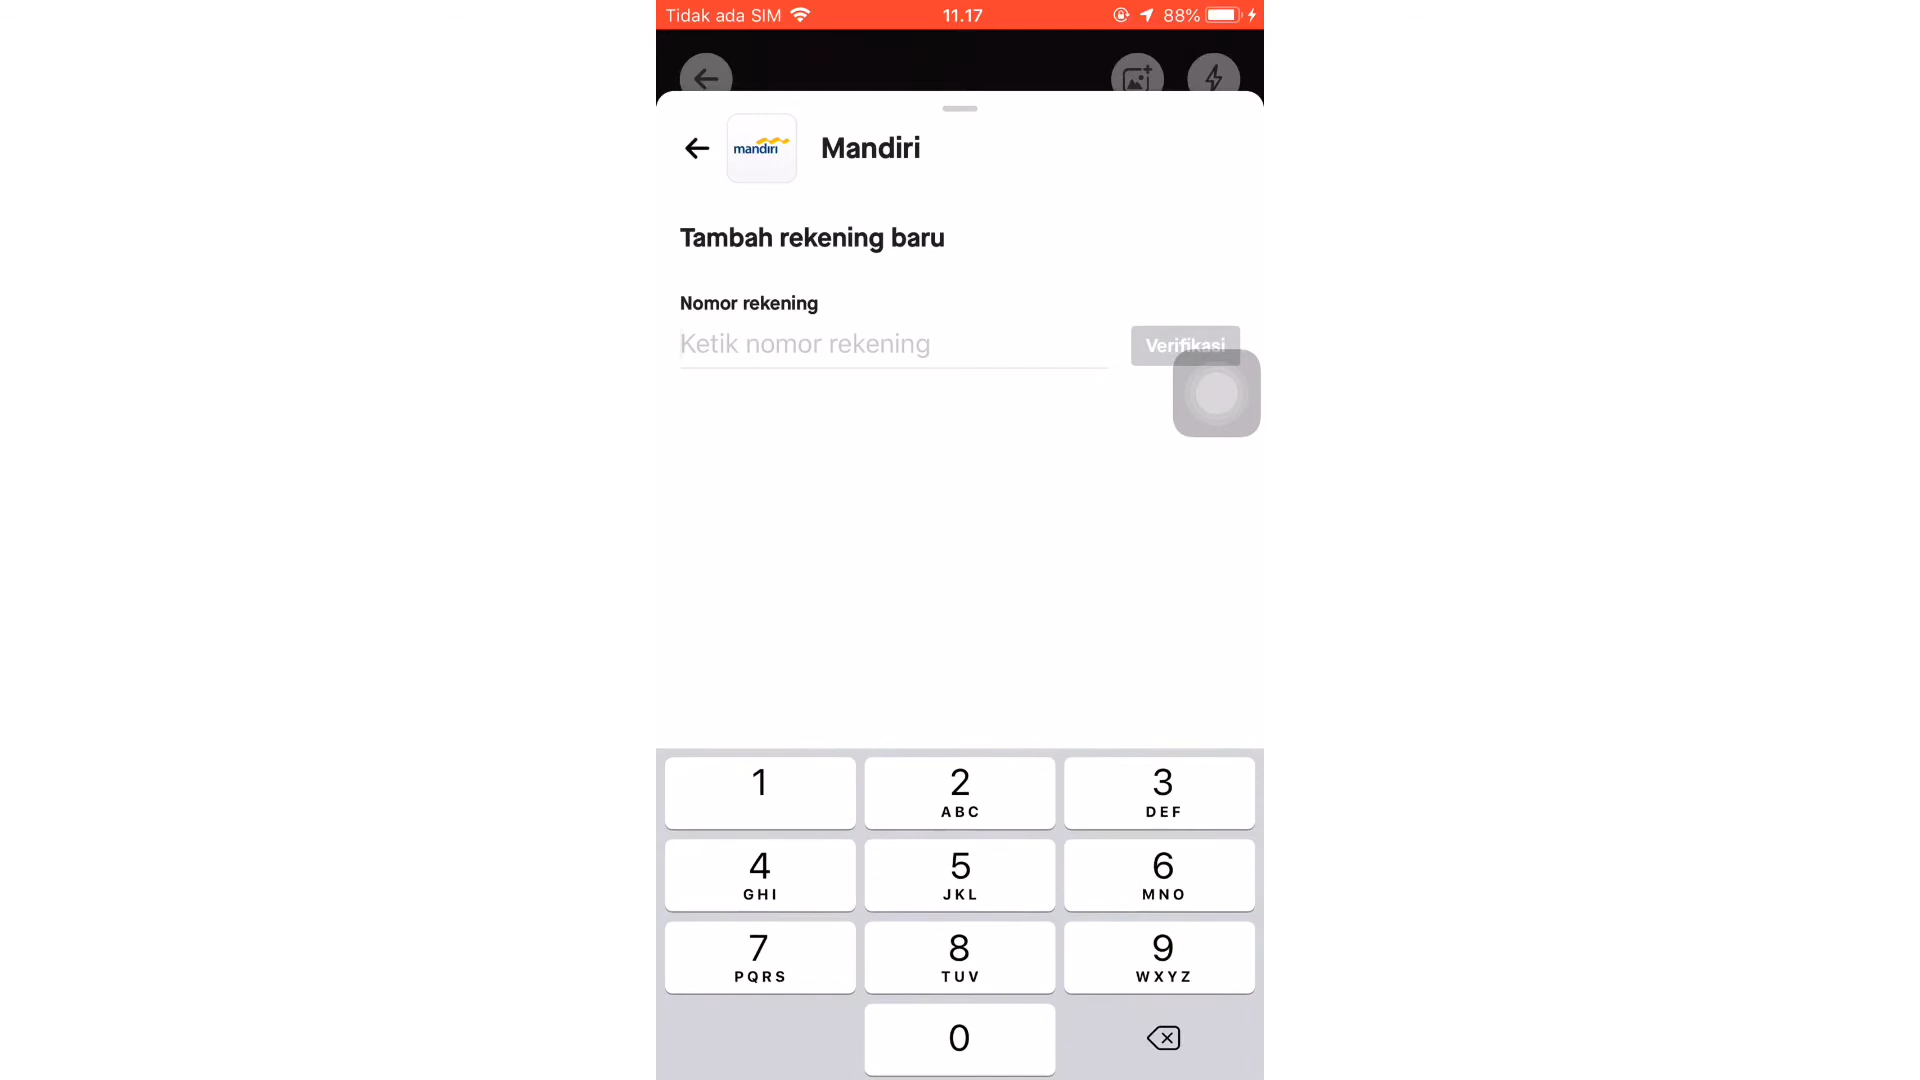 Tidak ada SIM 11.17 88%
mandiri Mandiri
Tambah rekening baru
Nomor rekening
Ketik nomor rekening Verifikasi
1 2 3
ABC DEF
4 5 6
GHI JKL MNO
7 8 9
PQRS TUV WXYZ
0